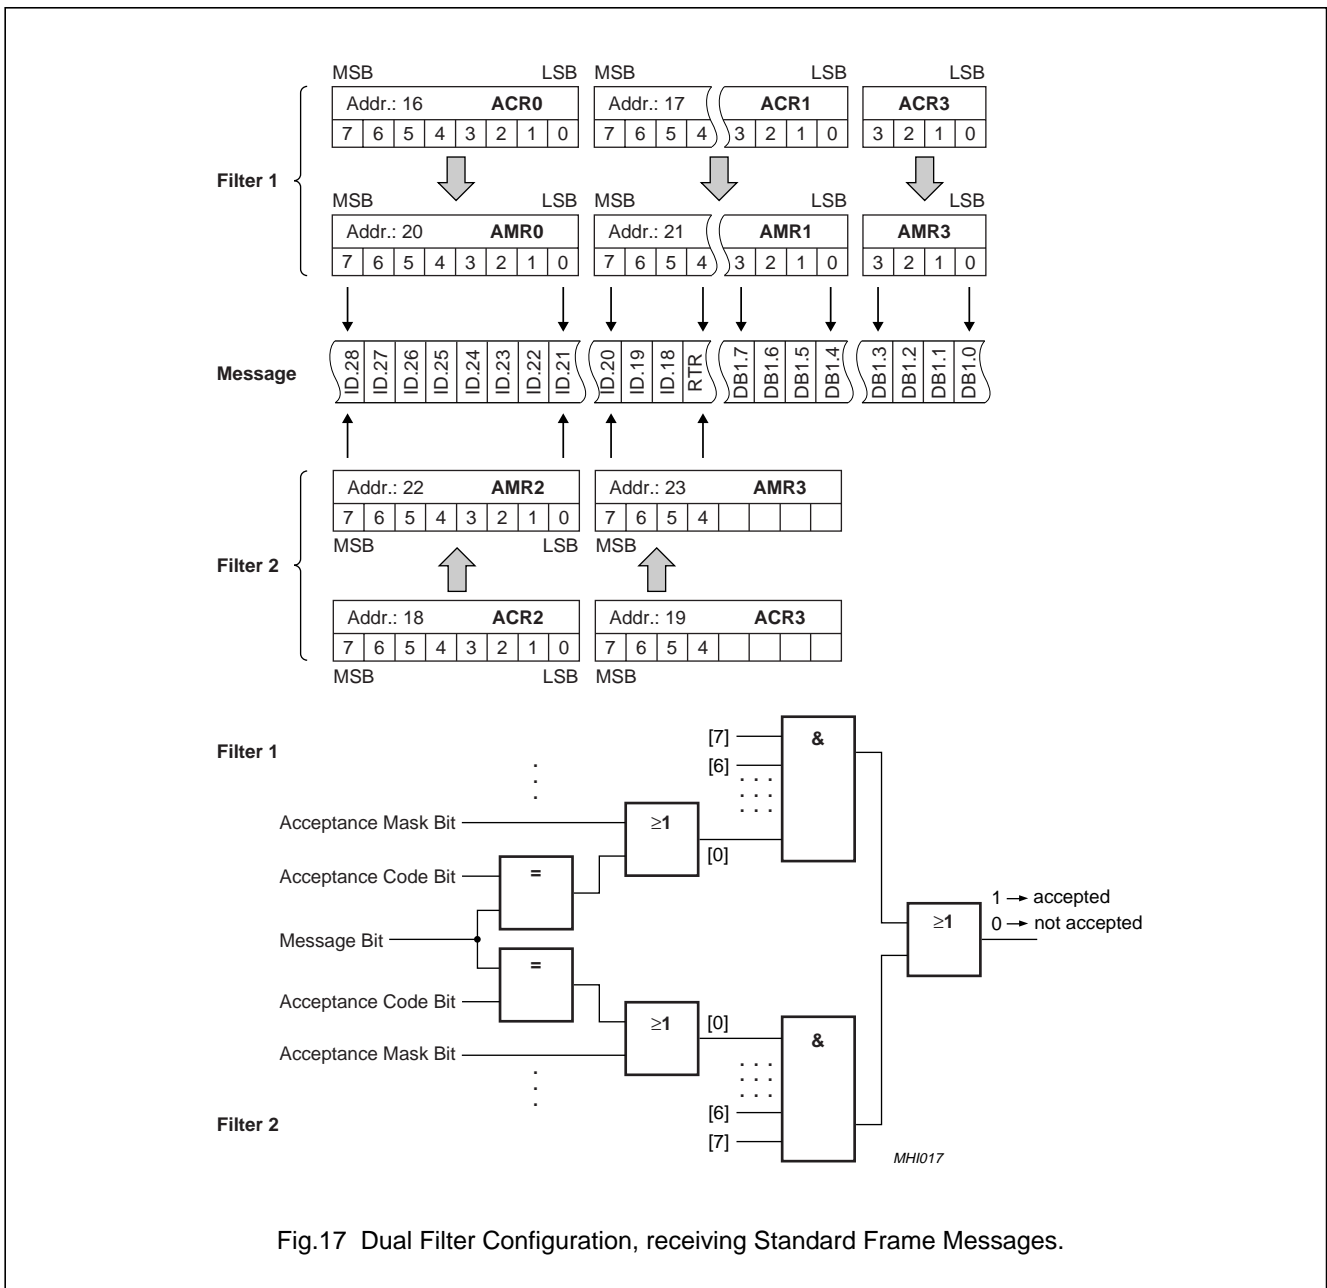 MSB LSB MSB LSB LSB
Addr.: 16 ACR0 Addr.: 17 ACR1 ACR3
7 6 5 4 3 2 1 0 7 6 5 4 3 2 1 0 3 2 1 0
Filter 1
MSB LSB MSB LSB LSB
Addr.: 20 AMR0 Addr.: 21 AMR1 AMR3
7 6 5 4 3 2 1 0 7 6 5 4 3 2 1 0 3 2 1 0
Message
ID.28 ID.27 ID.26 ID.25 ID.24 ID.23 ID.22 ID.21 ID.20 ID.19 ID.18 RTR DB1.7 DB1.6 DB1.5 DB1.4 DB1.3 DB1.2 DB1.1 DB1.0
Addr.: 22 AMR2 Addr.: 23 AMR3
7 6 5 4 3 2 1 0 7 6 5 4
MSB LSB MSB
Filter 2
Addr.: 18 ACR2 Addr.: 19 ACR3
7 6 5 4 3 2 1 0 7 6 5 4
MSB LSB MSB
Filter 1
[7] &
[6]
Acceptance Mask Bit ≥1
[0]
Acceptance Code Bit =
1 → accepted
Message Bit ≥1 0 → not accepted
=
Acceptance Code Bit
≥1 [0] &
Acceptance Mask Bit
[6]
Filter 2
[7]
MHI017
Fig.17 Dual Filter Configuration, receiving Standard Frame Messages.